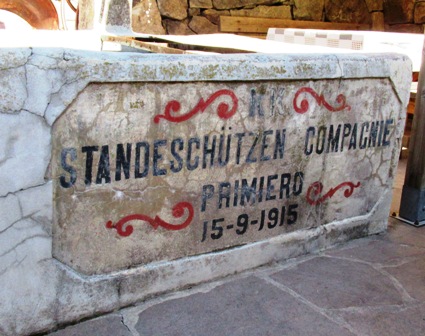 K K
STANDESCHÜTZEN COMPAGNIE
PRIMIERO
15-9-1915